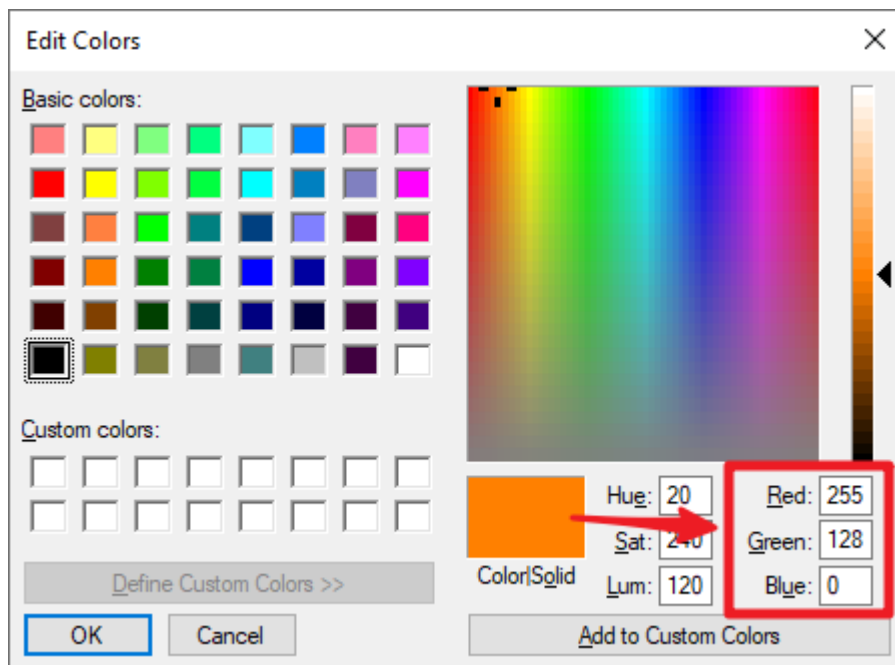 Edit Colors
Basic colors:
Custom colors:
Define Custom Colors >>
OK
Cancel
Color|Solid
Hue: 20
Sat: 240
Lum: 120
Red: 255
Green: 128
Blue: 0
Add to Custom Colors